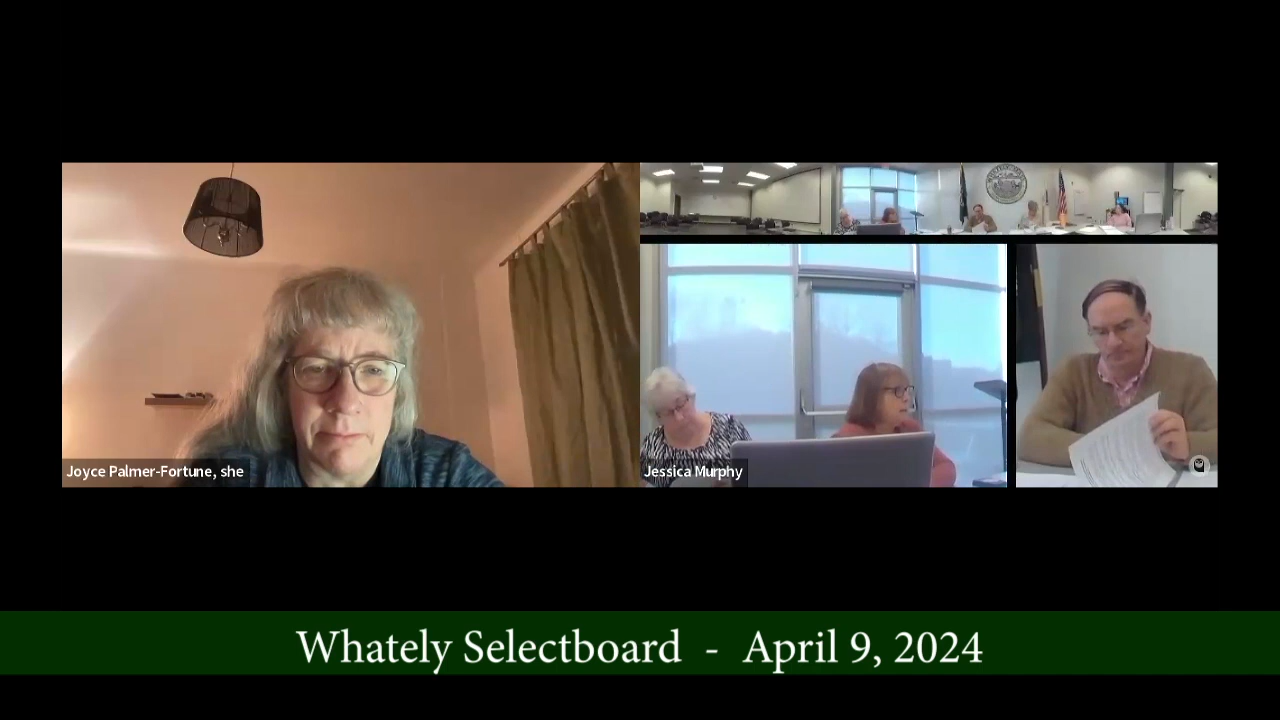 Joyce Palmer-Fortune, she
Jessica Murphy
Whately Selectboard - April 9, 2024